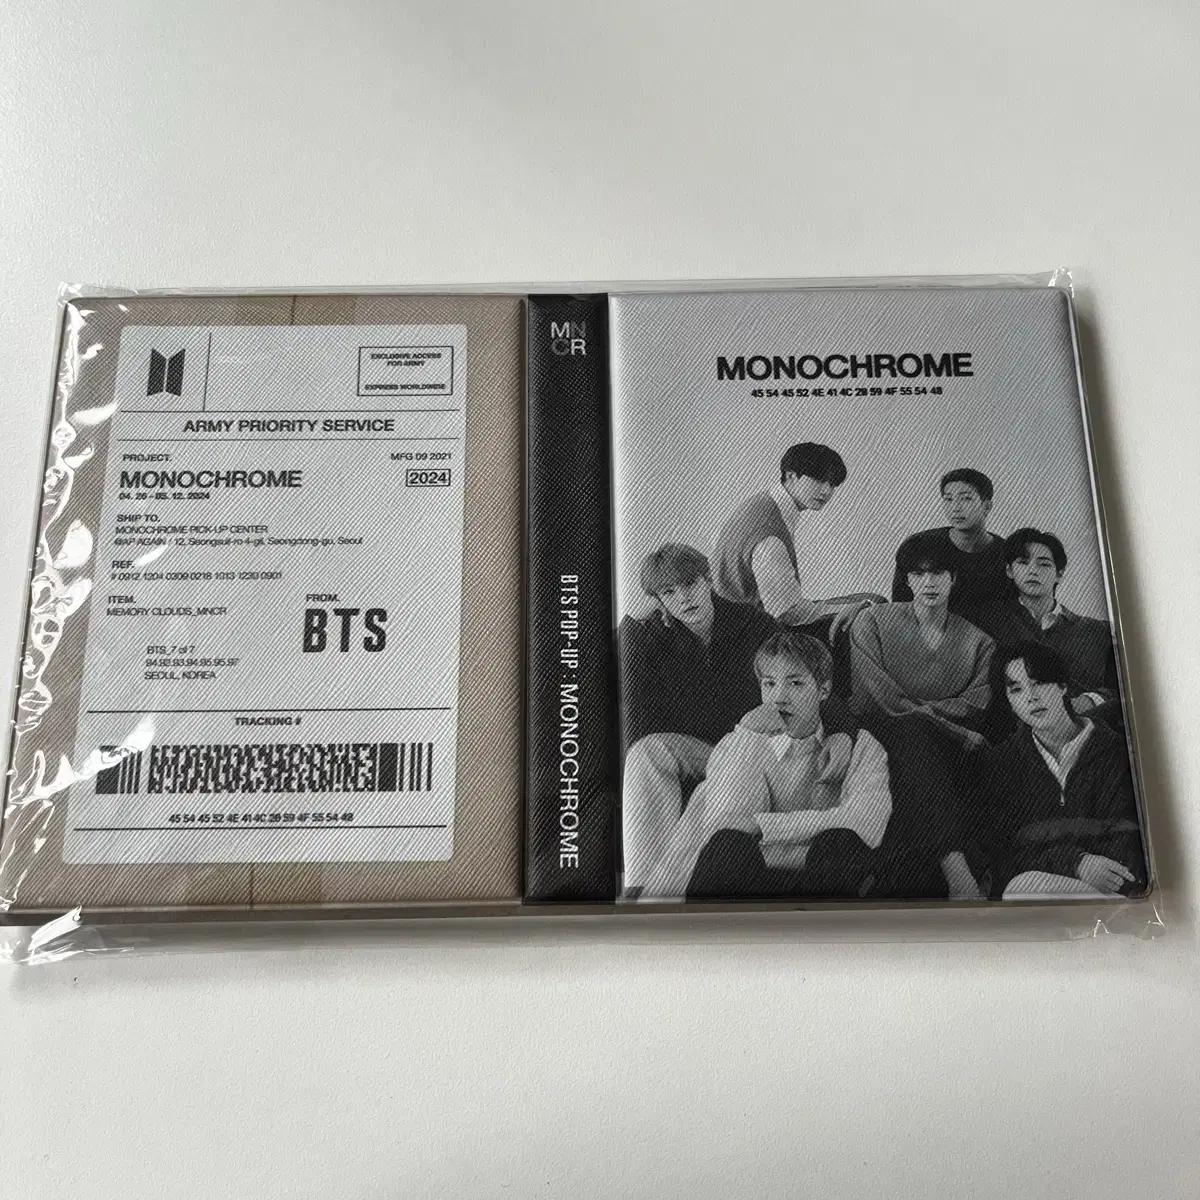 EXCLUSIVE ACCESS
FOR ARMY
EXPRESS WORLDWIDE
ARMY PRIORITY SERVICE
PROJECT.
MFG 09 2021
MONOCHROME
2024
04. 26 - 05. 12. 2024
SHIP TO.
MONOCHROME PICK-UP CENTER
@AP AGAIN / 12, Seongsuil-ro 4-gil, Seongdong-gu, Seoul
REF.
# 0912 1204 0309 0218 1013 1230 0901
ITEM.
MEMORY CLOUDS_MNCR
FROM.
BTS
BTS_7 of 7
94.92.93.94.95.95.97
SEOUL, KOREA
TRACKING #
MONOCHROME
45 54 45 52 4E 41 4C 20 59 4F 55 54 48
MN
CR
BTS POP-UP : MONOCHROME
MONOCHROME
45 54 45 52 4E 41 4C 20 59 4F 55 54 48